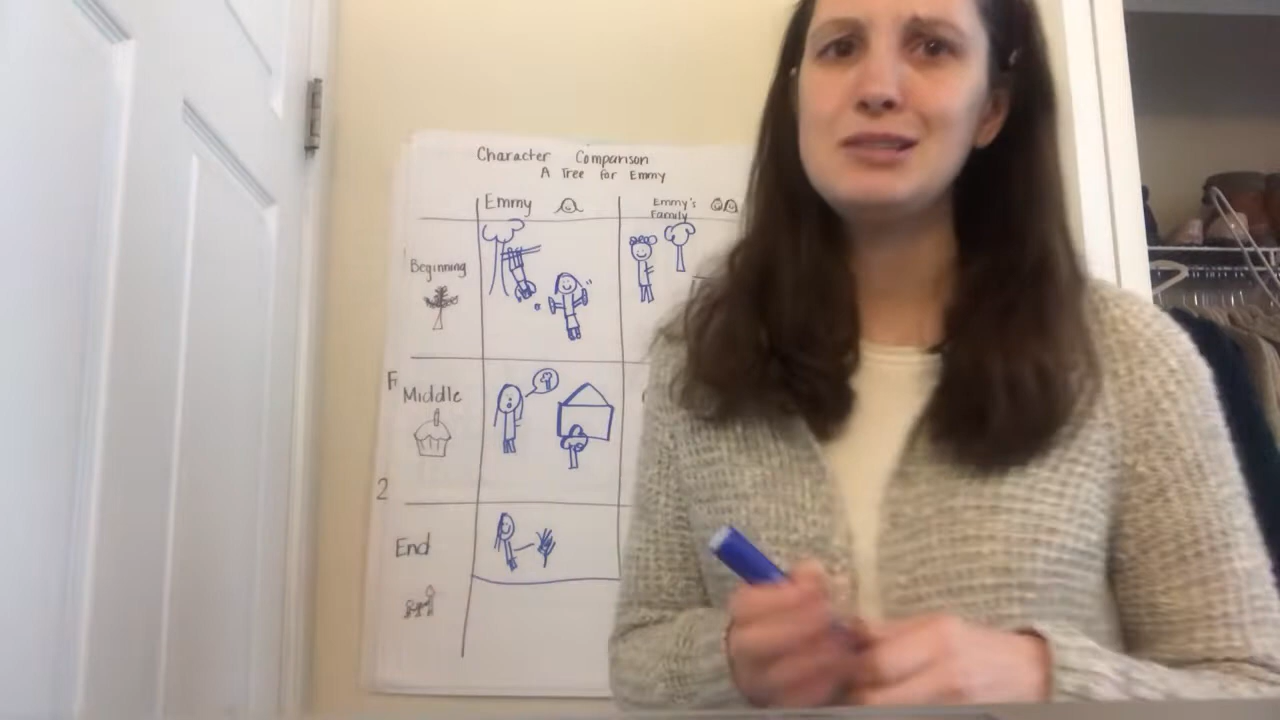 Character Comparison
A Tree for Emmy
Emmy
Emmy's
Family
Beginning
F
Middle
2
End